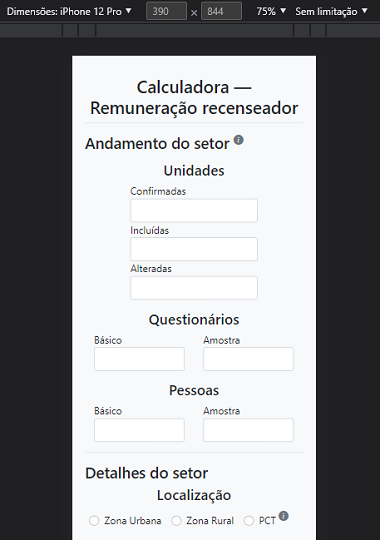 Dimensões: iPhone 12 Pro ▼ 390 × 844 75% ▼ Sem limitação ▼
Calculadora —
Remuneração recenseador
Andamento do setor i
Unidades
Confirmadas
Incluídas
Alteradas
Questionários
Básico Amostra
Pessoas
Básico Amostra
Detalhes do setor
Localização
Zona Urbana Zona Rural PCT i